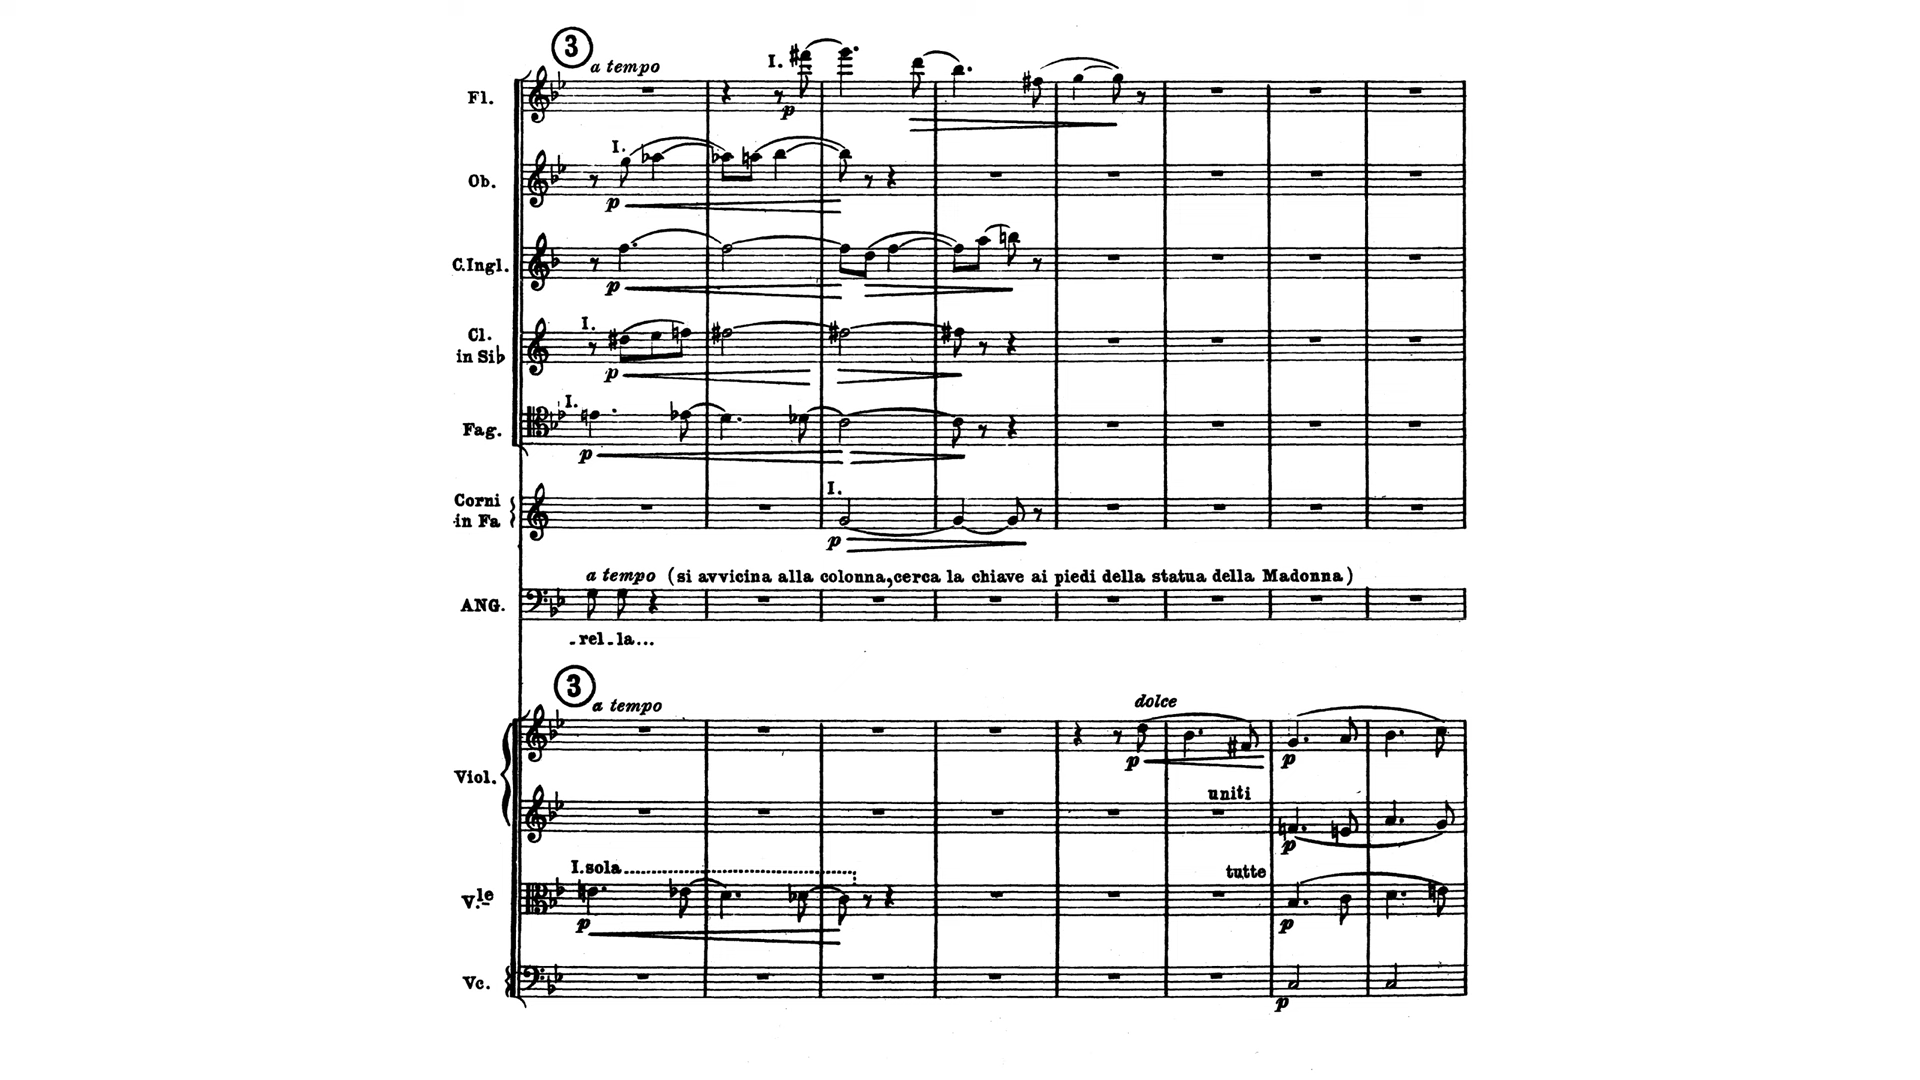 3
a tempo
Fl.
I.
p
I.
Ob.
p
C.Ingl.
p
I.
Cl.
in Si♭
p
I.
Fag.
p
I.
Corni
in Fa
p
a tempo (si avvicina alla colonna, cerca la chiave ai piedi della statua della Madonna)
ANG.
-rel-la...
3
a tempo
dolce
p
p
Viol.
uniti
p
I. sola
tutte
V.le
p
p
Vc.
p